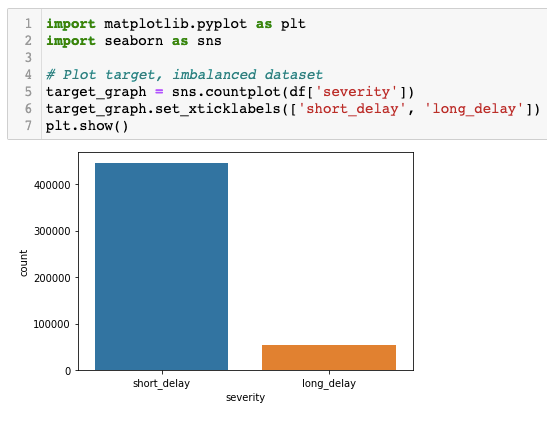 1 import matplotlib.pyplot as plt
2 import seaborn as sns
3
4 # Plot target, imbalanced dataset
5 target_graph = sns.countplot(df['severity'])
6 target_graph.set_xticklabels(['short_delay', 'long_delay'])
7 plt.show()
400000
300000
200000
100000
0
count
short_delay long_delay
severity